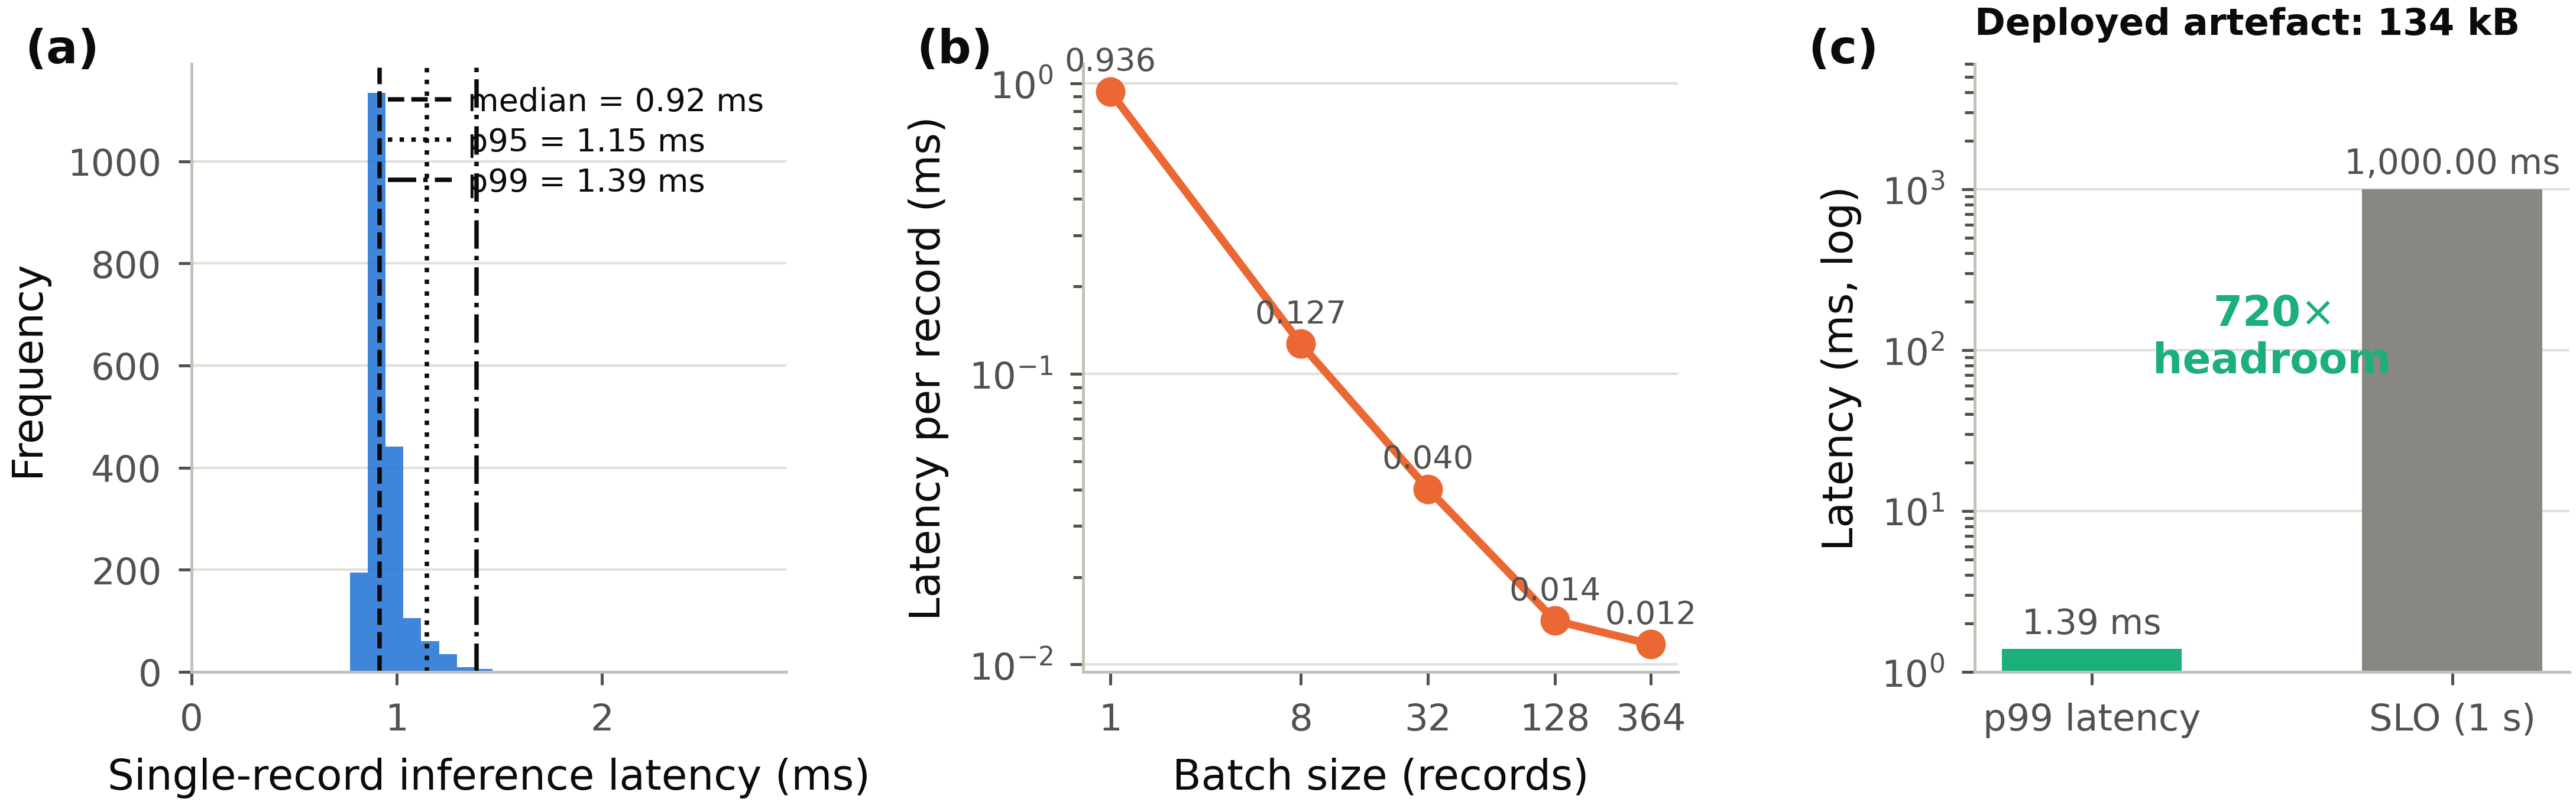 (a)
median = 0.92 ms
p95 = 1.15 ms
p99 = 1.39 ms
Frequency
1000
800
600
400
200
0
0 1 2
Single-record inference latency (ms)
(b)
0.936
0.127
0.040
0.014
0.012
Latency per record (ms)
10⁰
10⁻¹
10⁻²
1 8 32 128 364
Batch size (records)
Deployed artefact: 134 kB
(c)
1,000.00 ms
720×
headroom
1.39 ms
Latency (ms, log)
10³
10²
10¹
10⁰
p99 latency SLO (1 s)